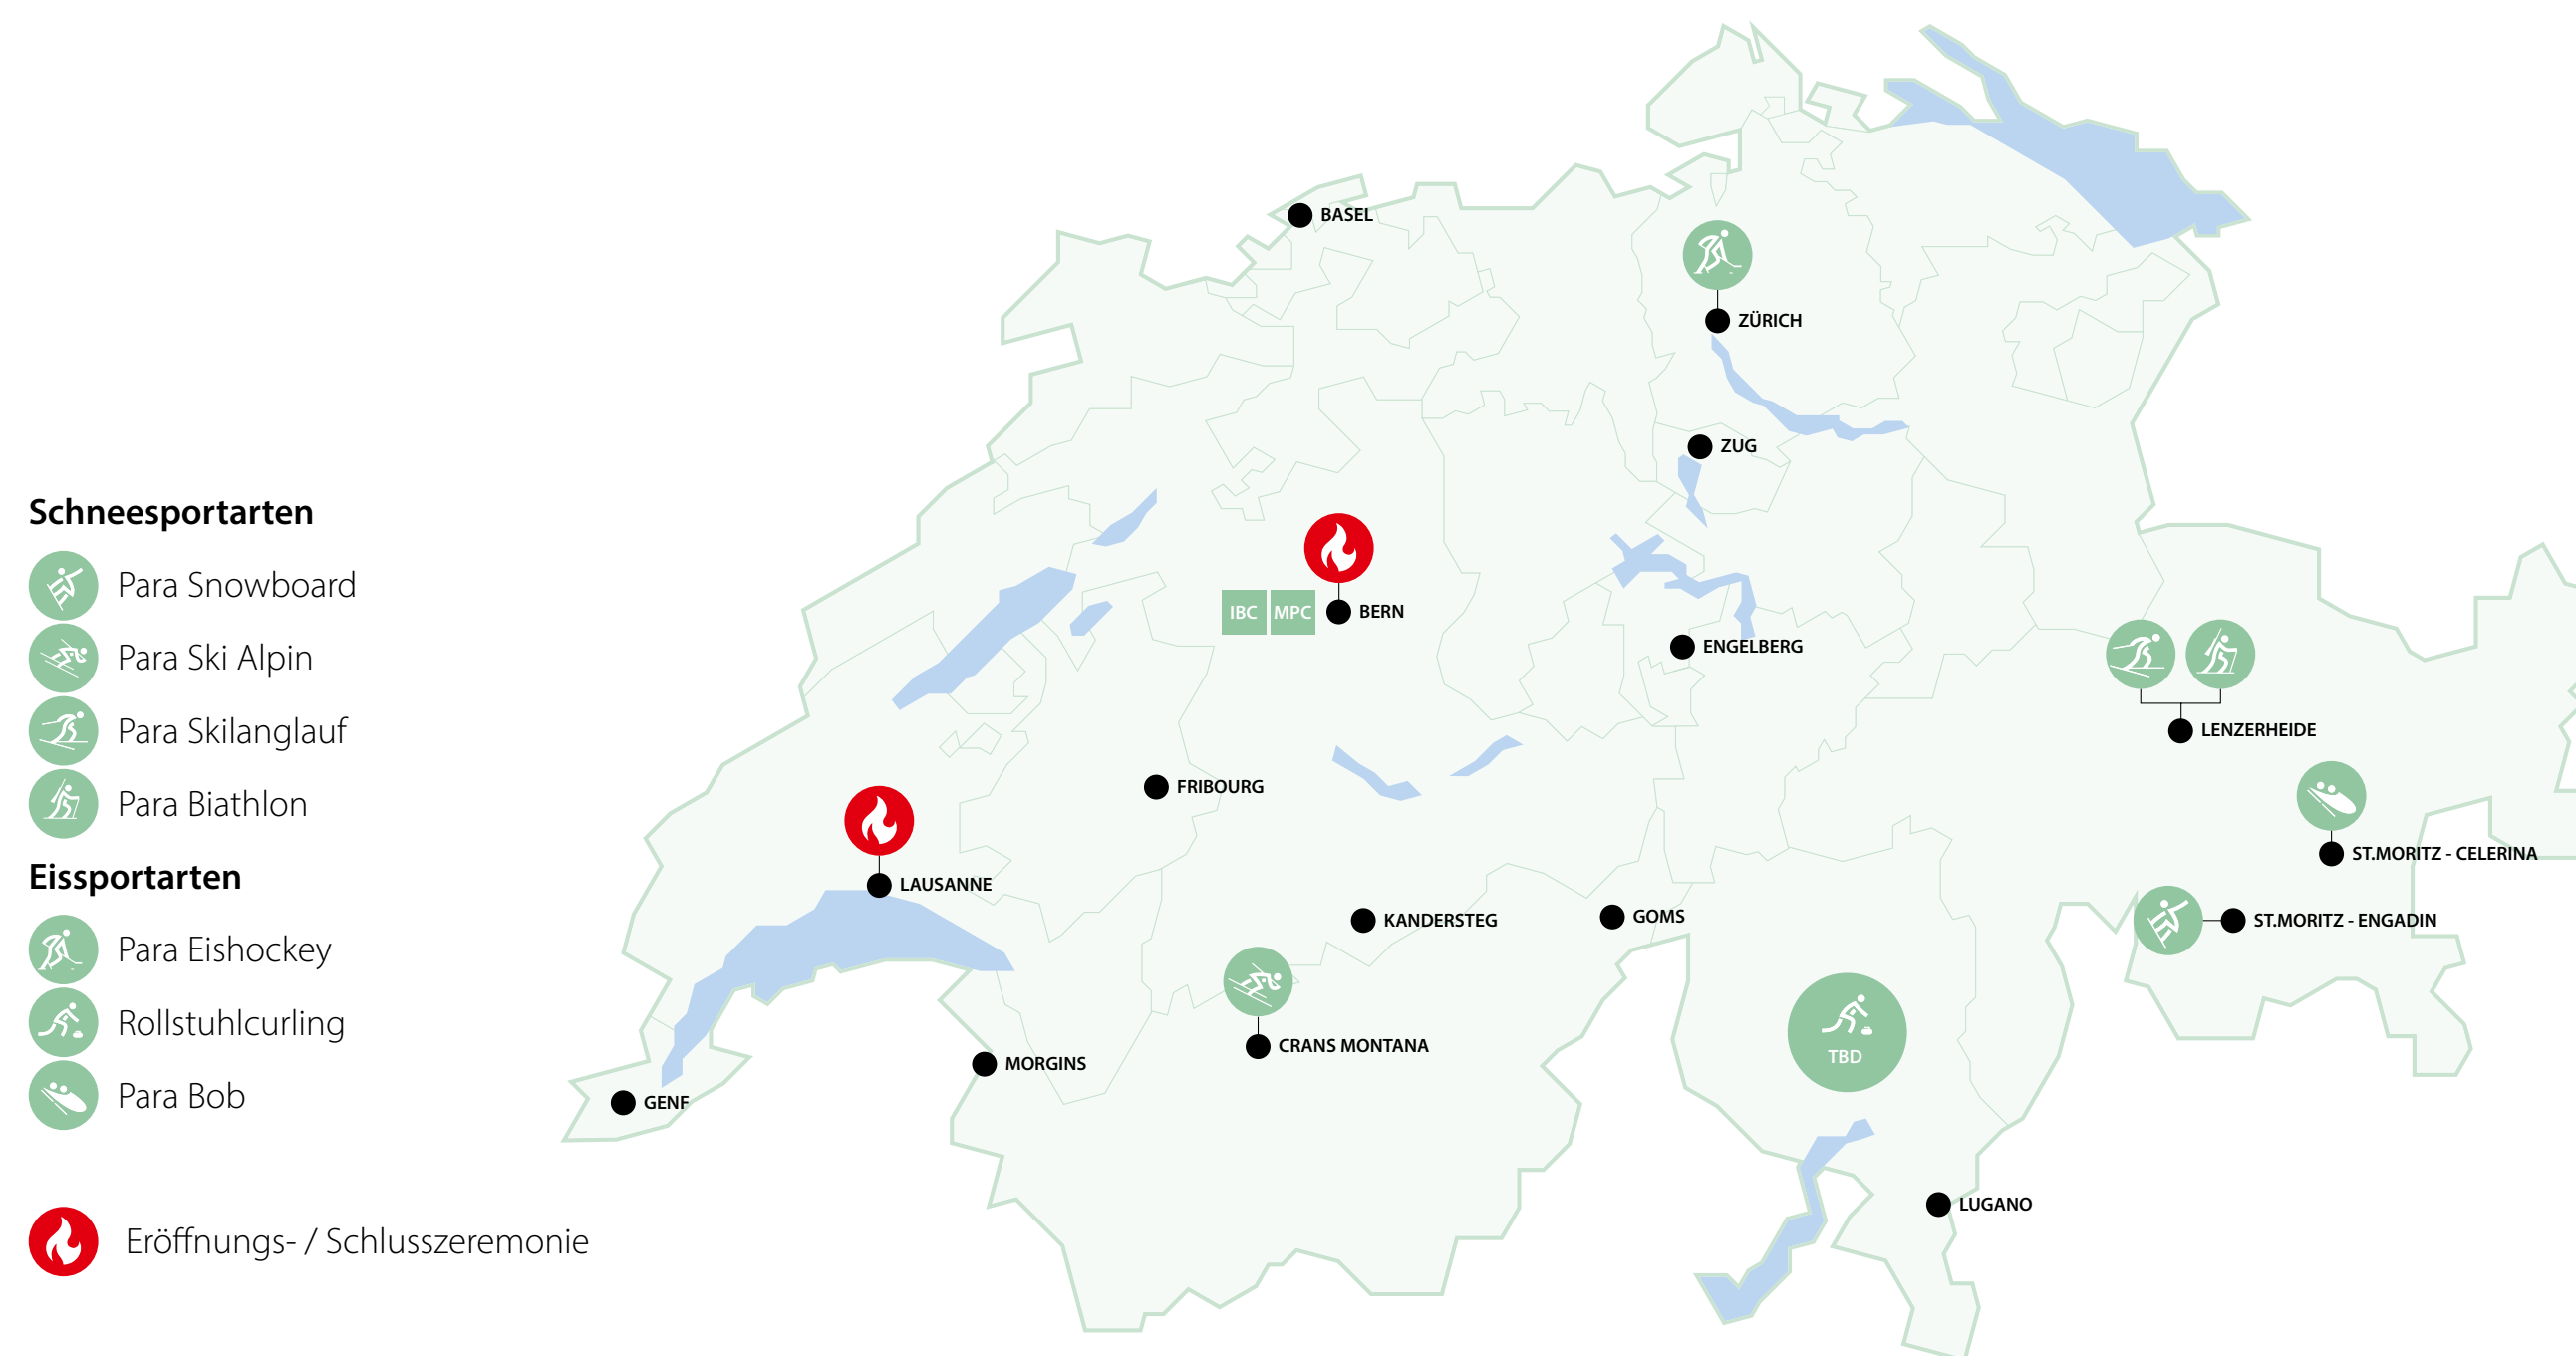 Schneesportarten
Para Snowboard
Para Ski Alpin
Para Skilanglauf
Para Biathlon
Eissportarten
Para Eishockey
Rollstuhlcurling
Para Bob
Eröffnungs- / Schlusszeremonie
BASEL
ZÜRICH
ZUG
IBC MPC BERN
ENGELBERG
LENZERHEIDE
FRIBOURG
ST.MORITZ - CELERINA
LAUSANNE
KANDERSTEG
GOMS
ST.MORITZ - ENGADIN
CRANS MONTANA
TBD
MORGINS
GENF
LUGANO